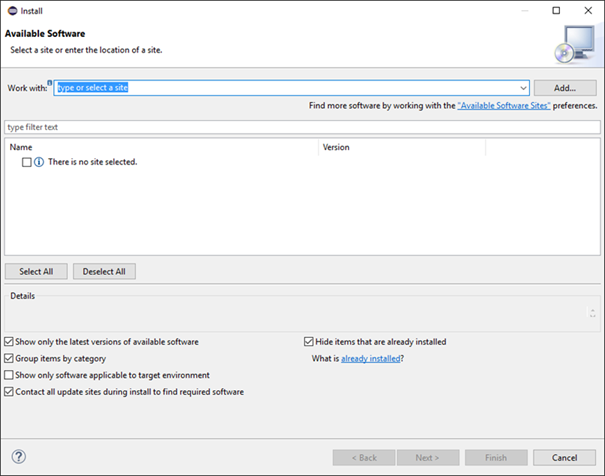 Install
Available Software
Select a site or enter the location of a site.
Work with: type or select a site Add...
Find more software by working with the "Available Software Sites" preferences.
type filter text
Name Version
There is no site selected.
Select All Deselect All
Details
Show only the latest versions of available software Hide items that are already installed
Group items by category What is already installed?
Show only software applicable to target environment
Contact all update sites during install to find required software
? < Back Next > Finish Cancel